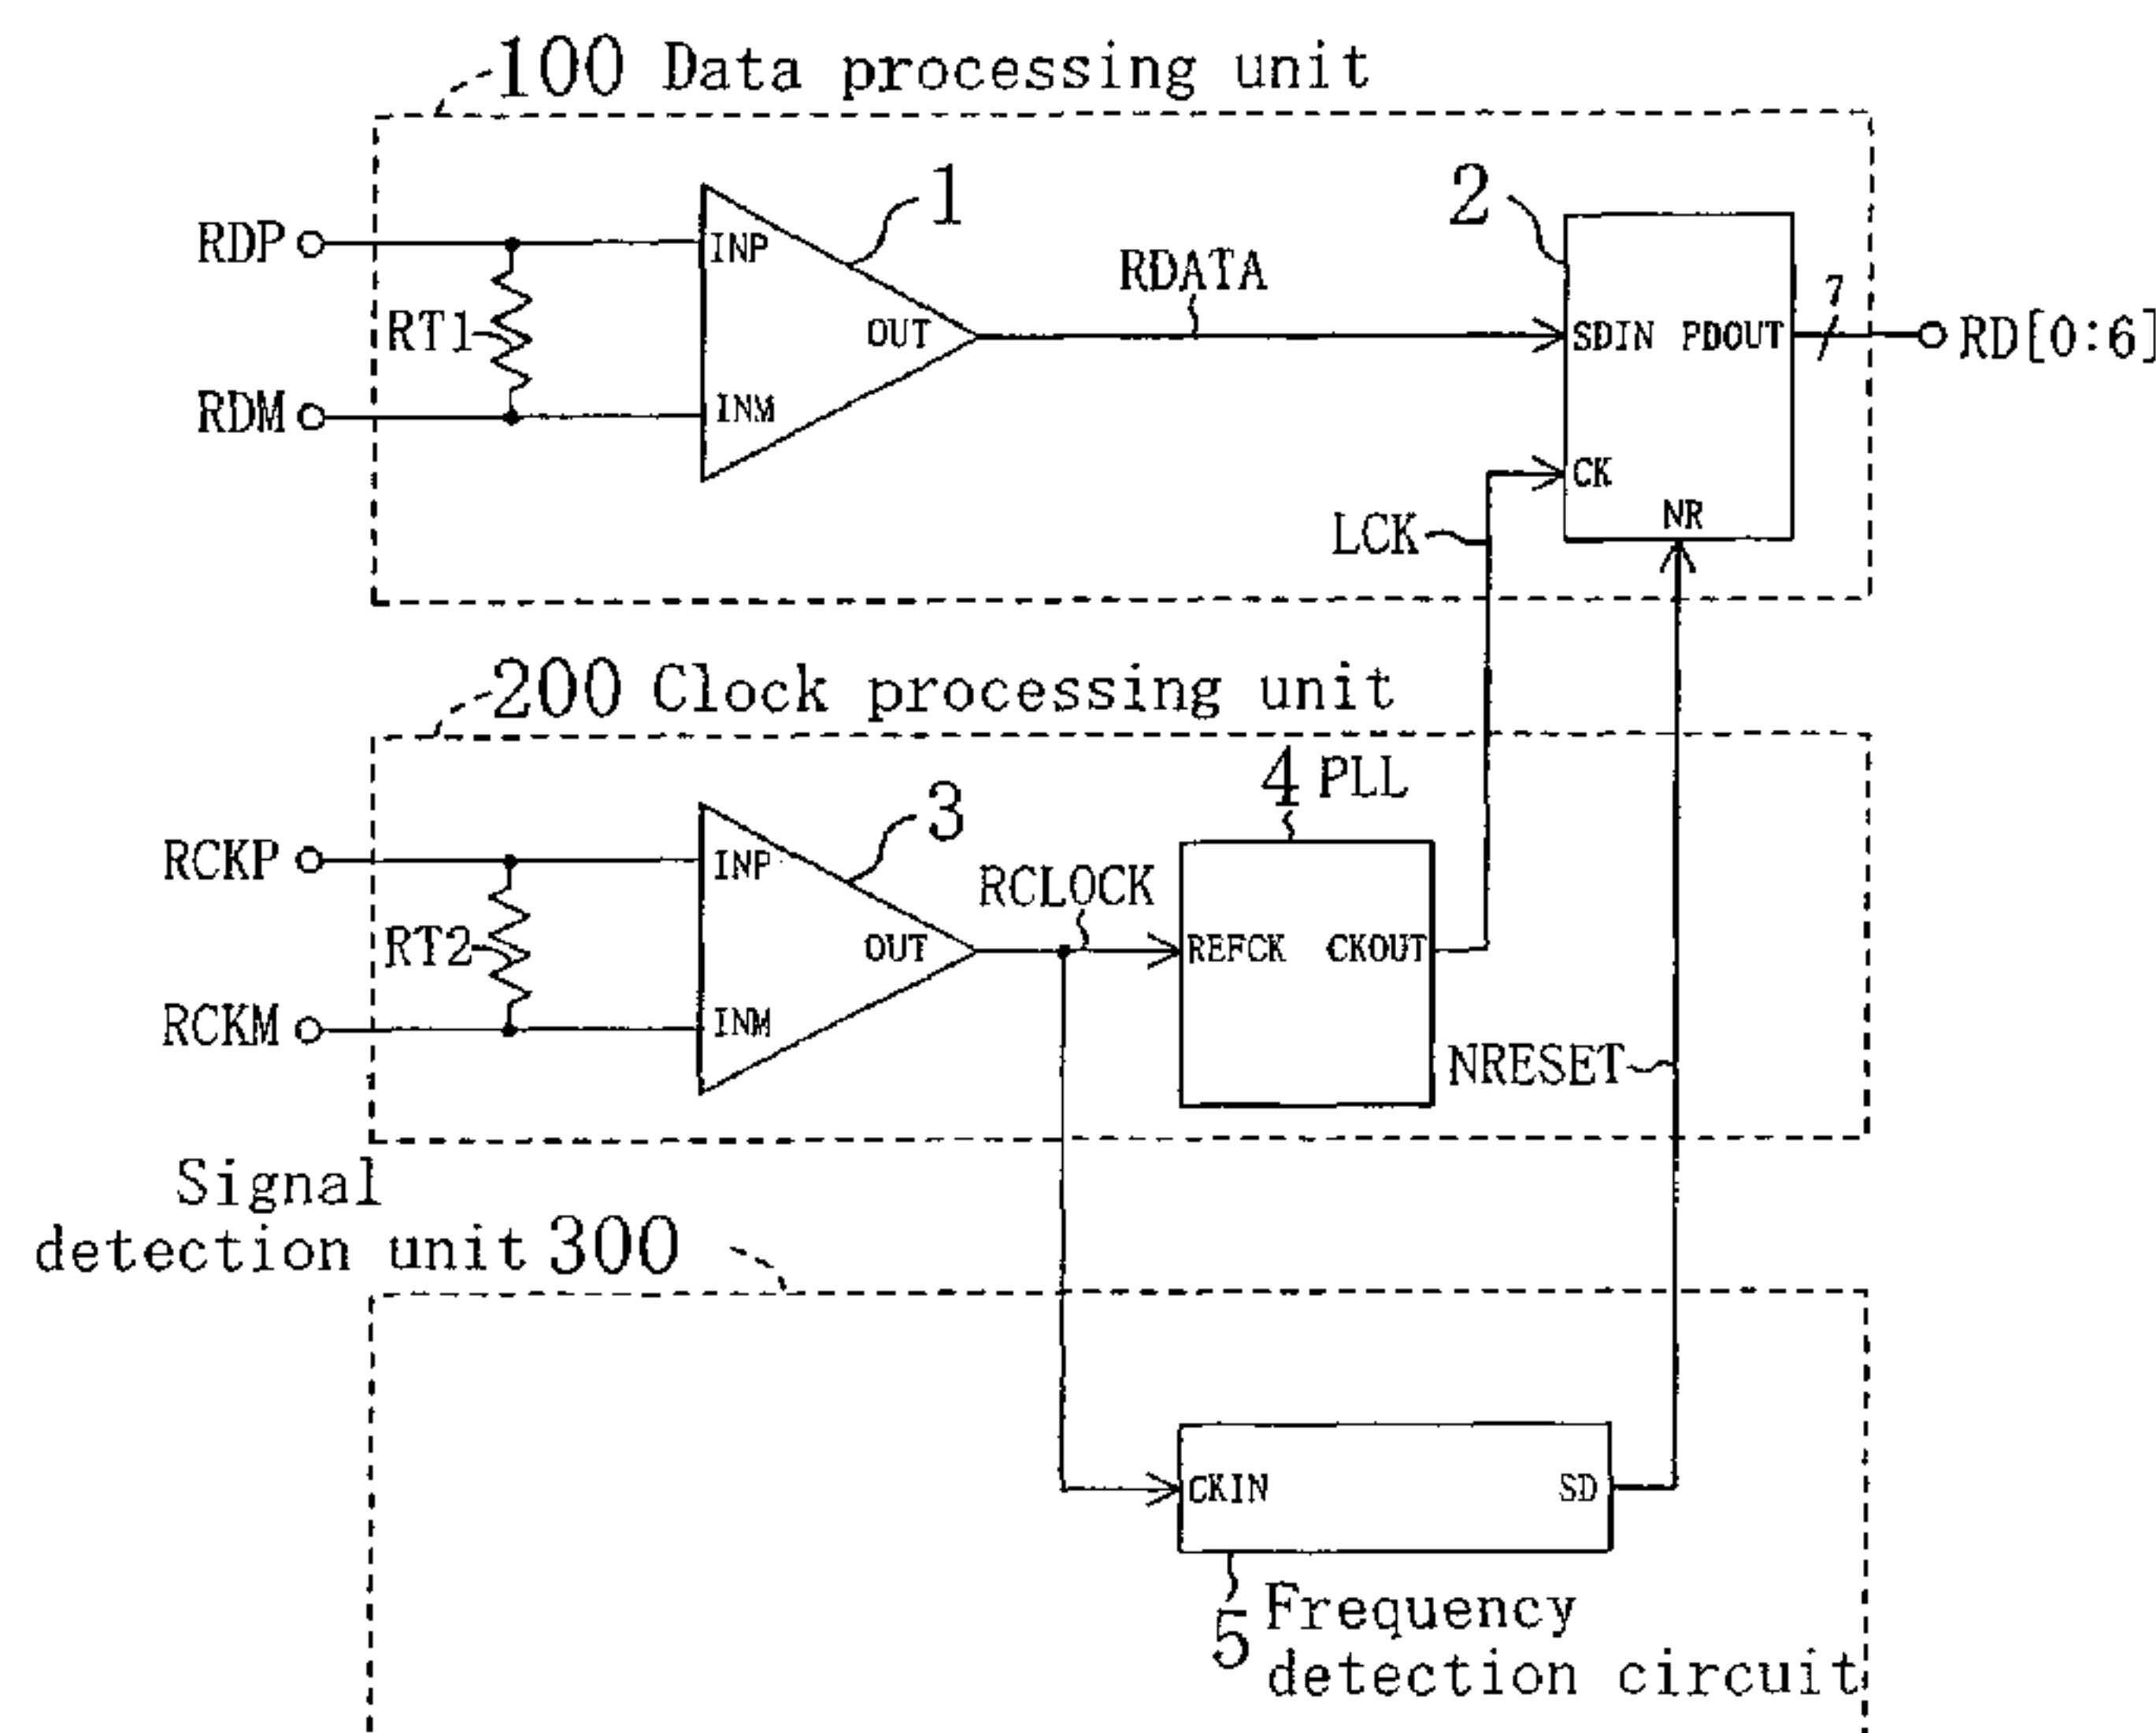 100 Data processing unit
1
2
RDP
INP
RDATA
RT1
OUT
SDIN PDOUT
7
RD[0:6]
RDM
INM
CK
NR
LCK
200 Clock processing unit
3
4 PLL
RCKP
INP
RCLOCK
RT2
OUT
REFCK CKOUT
RCKM
INM
NRESET
Signal
detection unit 300
CKIN
SD
5 Frequency
detection circuit